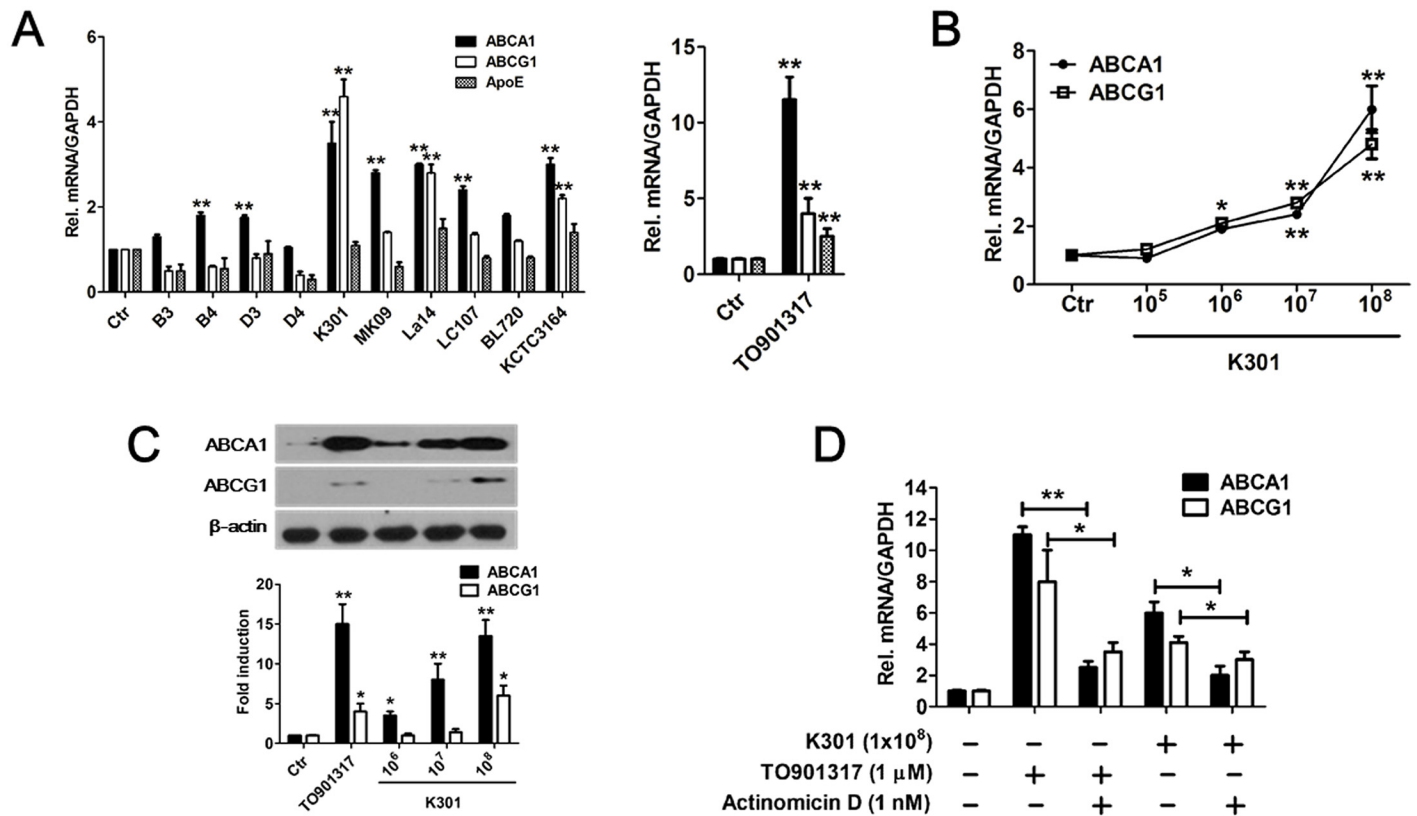 A
Rel. mRNA/GAPDH
6
4
2
0
ABCA1
ABCG1
ApoE
** ** ** ** ** ** ** ** ** **
Ctr B3 B4 D3 D4 K301 MK09 La14 LC107 BL720 KCTC3164
Rel. mRNA/GAPDH
15
10
5
0
** ** **
Ctr TO901317
B
Rel. mRNA/GAPDH
8
6
4
2
0
ABCA1
ABCG1
* ** ** ** **
Ctr 10⁵ 10⁶ 10⁷ 10⁸
K301
C
ABCA1
ABCG1
β-actin
ABCA1
ABCG1
Fold induction
20
15
10
5
0
** * * ** ** *
Ctr TO901317 10⁶ 10⁷ 10⁸
K301
D
ABCA1
ABCG1
Rel. mRNA/GAPDH
14
12
10
8
6
4
2
0
** * * *
K301 (1x10⁸) – – – + +
TO901317 (1 µM) – + + – –
Actinomicin D (1 nM) – – + – +